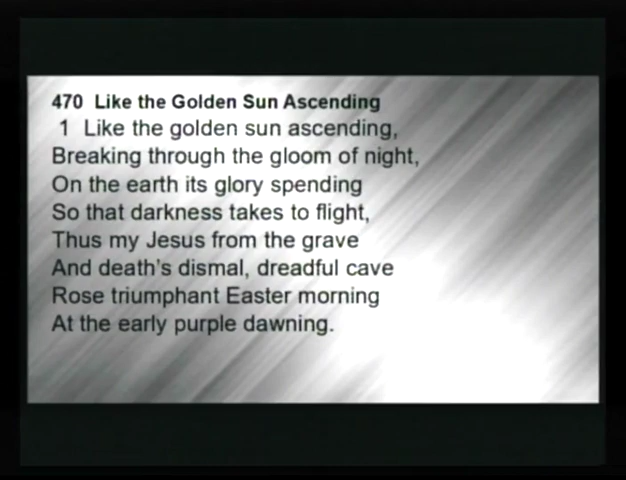 470 Like the Golden Sun Ascending
1 Like the golden sun ascending,
Breaking through the gloom of night,
On the earth its glory spending
So that darkness takes to flight,
Thus my Jesus from the grave
And death's dismal, dreadful cave
Rose triumphant Easter morning
At the early purple dawning.